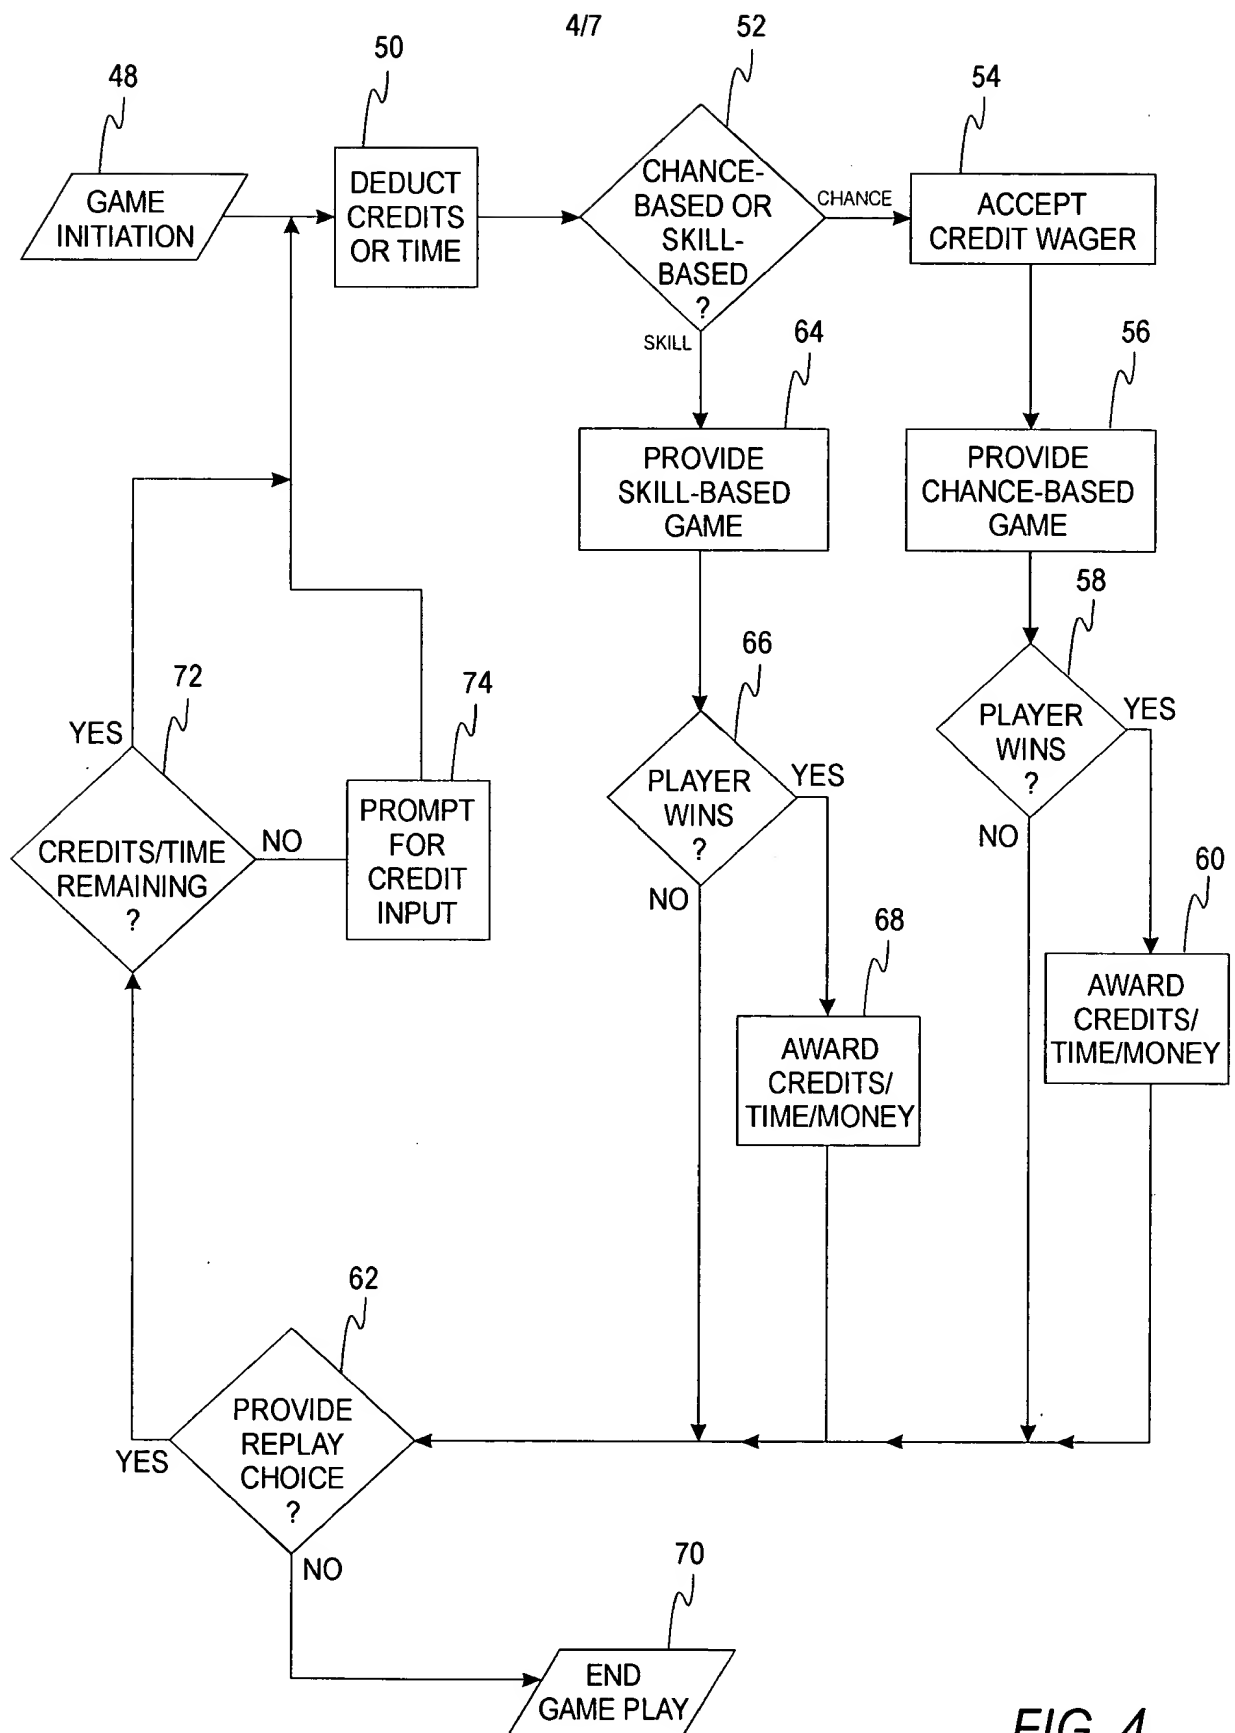 4/7
48
50
52
54
GAME
INITIATION
DEDUCT
CREDITS
OR TIME
CHANCE-
BASED OR
SKILL-
BASED
?
CHANCE
ACCEPT
CREDIT WAGER
SKILL
64
56
PROVIDE
SKILL-BASED
GAME
PROVIDE
CHANCE-BASED
GAME
58
66
72
74
YES
PLAYER
WINS
?
YES
PLAYER
WINS
?
YES
NO
CREDITS/TIME
REMAINING
?
NO
PROMPT
FOR
CREDIT
INPUT
NO
68
60
AWARD
CREDITS/
TIME/MONEY
AWARD
CREDITS/
TIME/MONEY
62
PROVIDE
REPLAY
CHOICE
?
YES
NO
70
END
GAME PLAY
FIG. 4